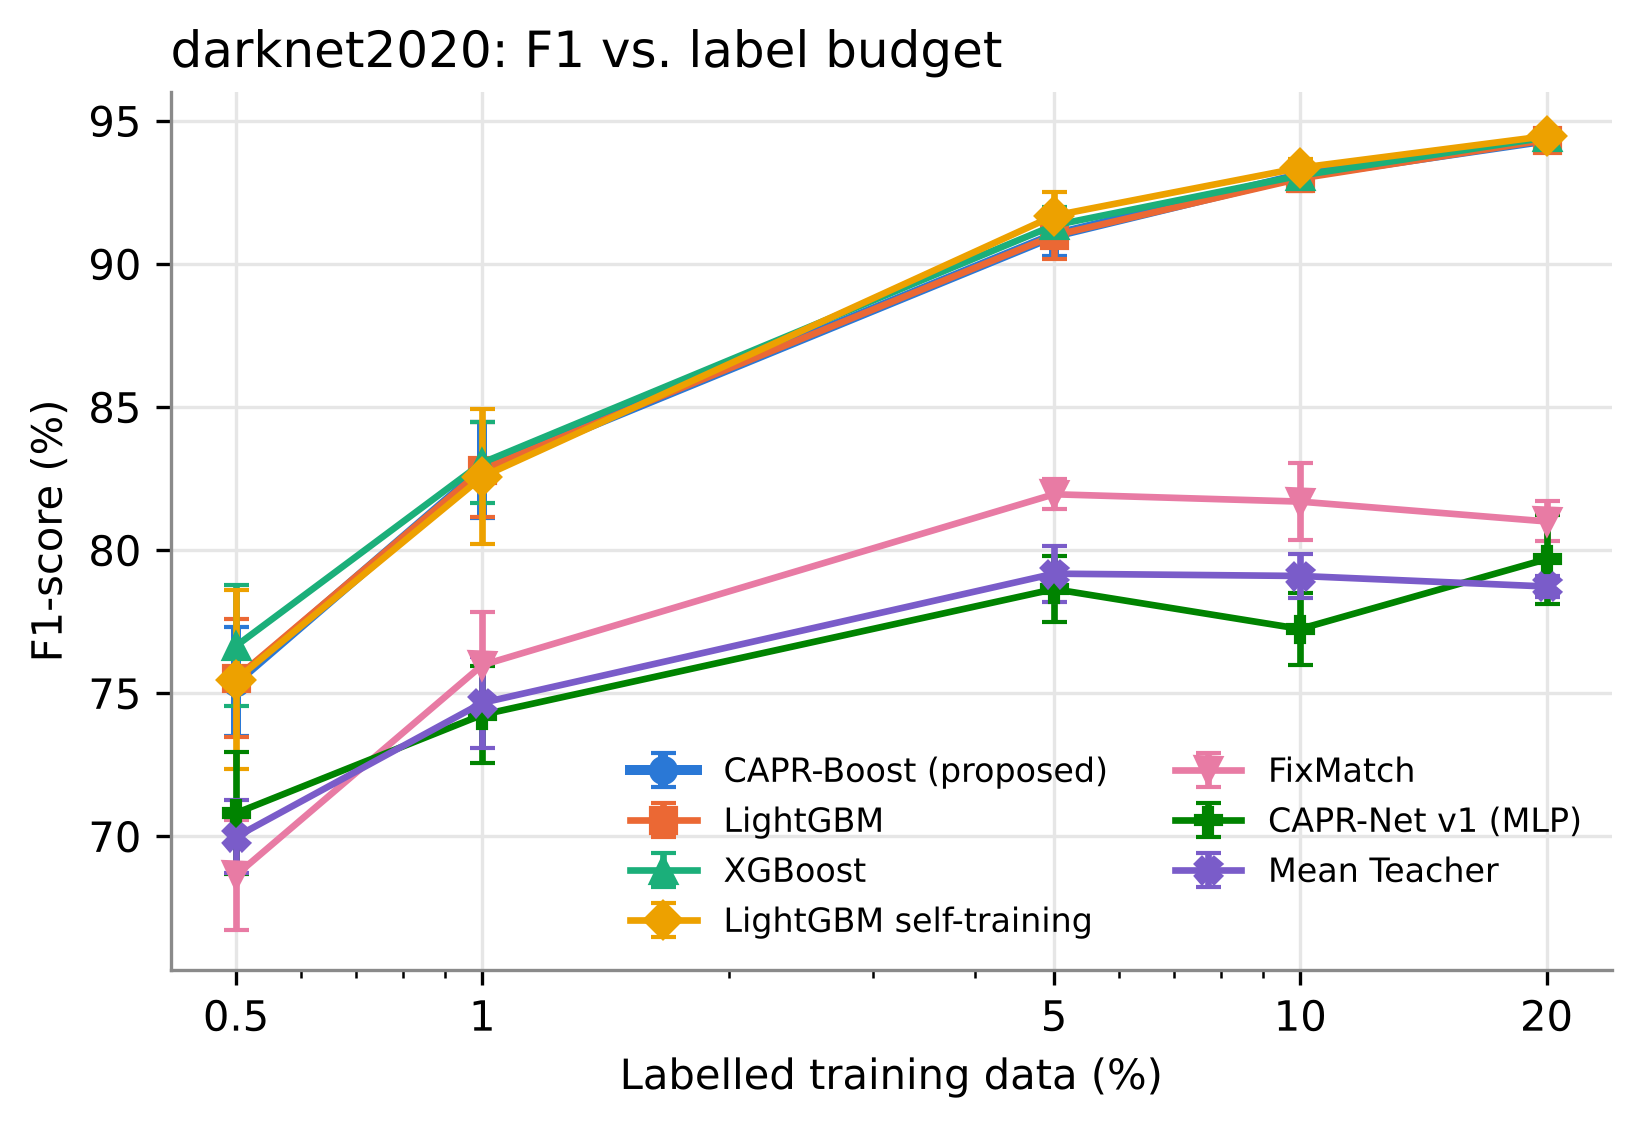 darknet2020: F1 vs. label budget
95
90
85
80
75
70
F1-score (%)
CAPR-Boost (proposed)
LightGBM
XGBoost
LightGBM self-training
FixMatch
CAPR-Net v1 (MLP)
Mean Teacher
0.5 1 5 10 20
Labelled training data (%)